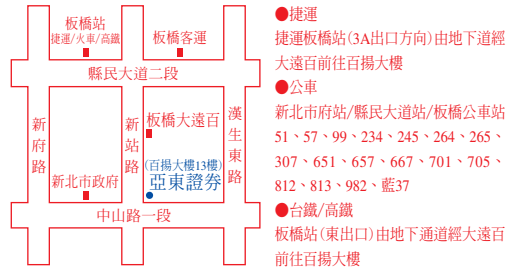 板橋站
捷運/火車/高鐵
板橋客運
縣民大道二段
新府路
新站路
漢生東路
板橋大遠百
(百揚大樓13樓)
亞東證券
新北市政府
中山路一段
●捷運
捷運板橋站(3A出口方向)由地下道經
大遠百前往百揚大樓
●公車
新北市府站/縣民大道站/板橋公車站
51、57、99、234、245、264、265、
307、651、657、667、701、705、
812、813、982、藍37
●台鐵/高鐵
板橋站(東出口)由地下通道經大遠百
前往百揚大樓